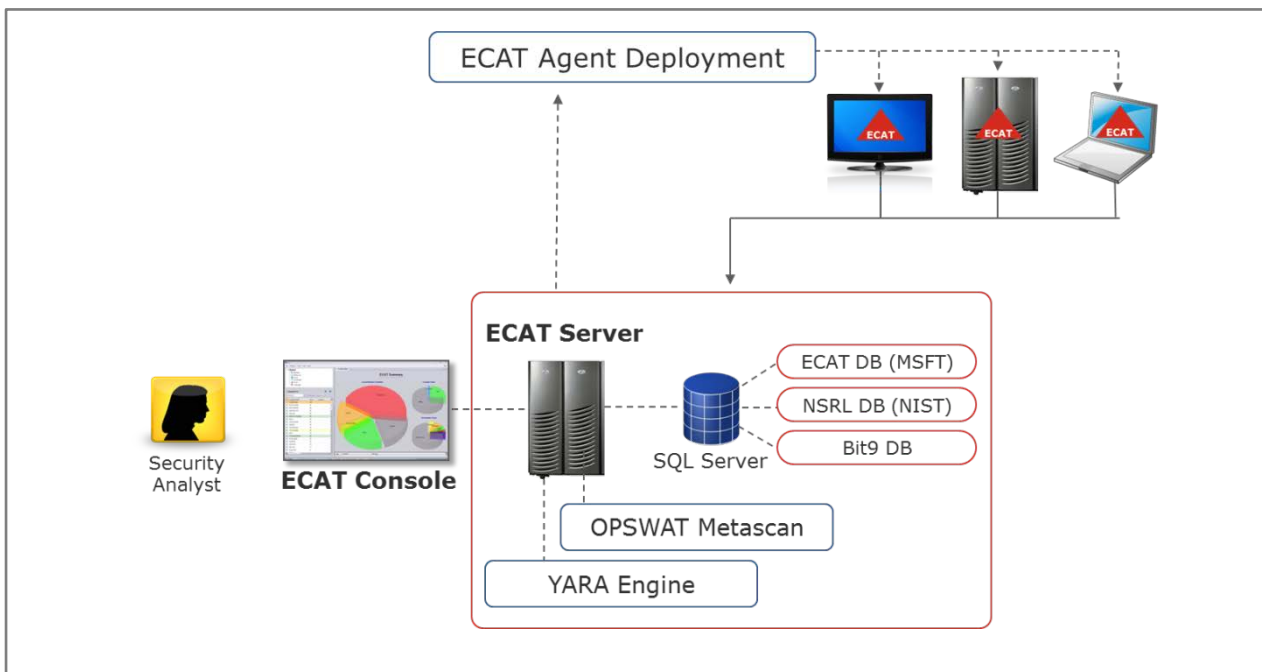 ECAT Agent Deployment
ECAT
ECAT
ECAT
ECAT Server
ECAT DB (MSFT)
NSRL DB (NIST)
Bit9 DB
SQL Server
Security
Analyst
ECAT Console
OPSWAT Metascan
YARA Engine